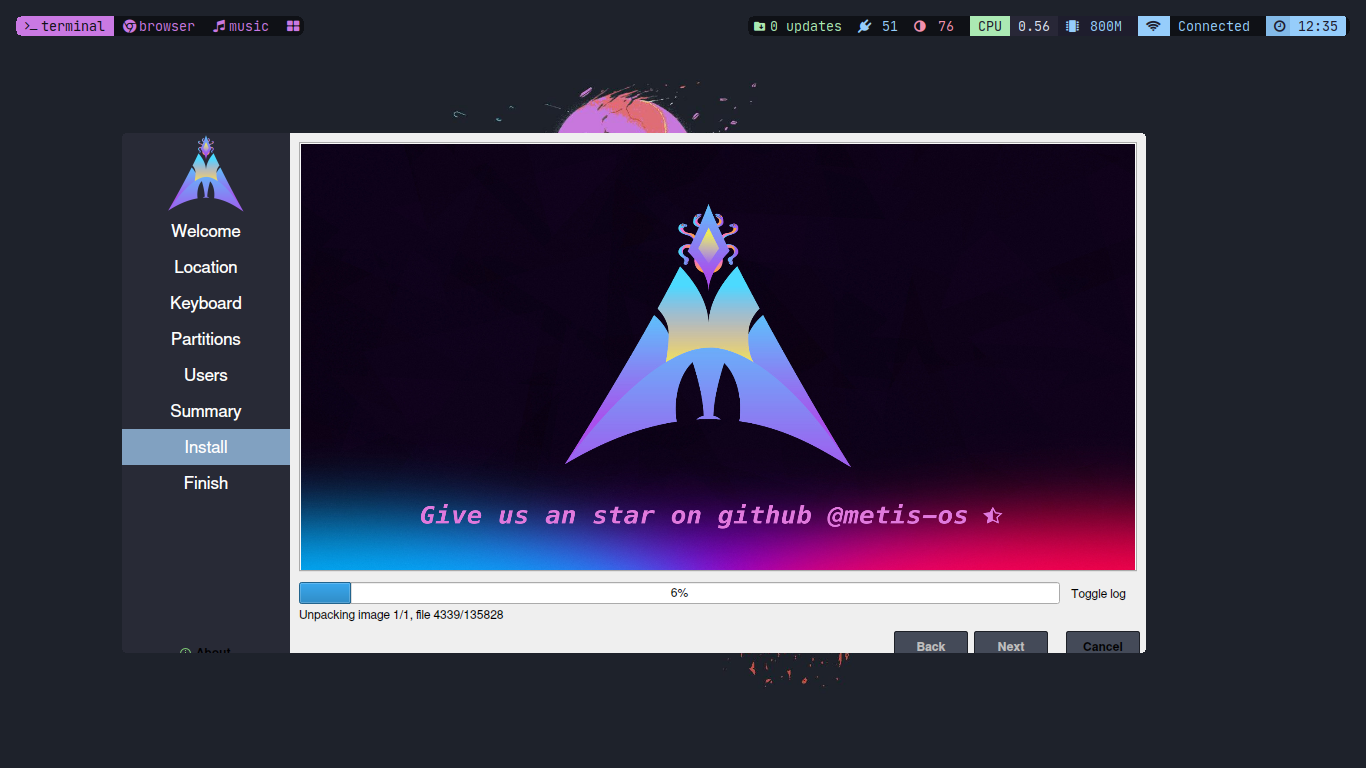 terminal browser music 0 updates 51 76 CPU 0.56 800M Connected 12:35
Welcome
Location
Keyboard
Partitions
Users
Summary
Install
Finish
About
Give us an star on github @metis-os
6%
Toggle log
Unpacking image 1/1, file 4339/135828
Back Next Cancel